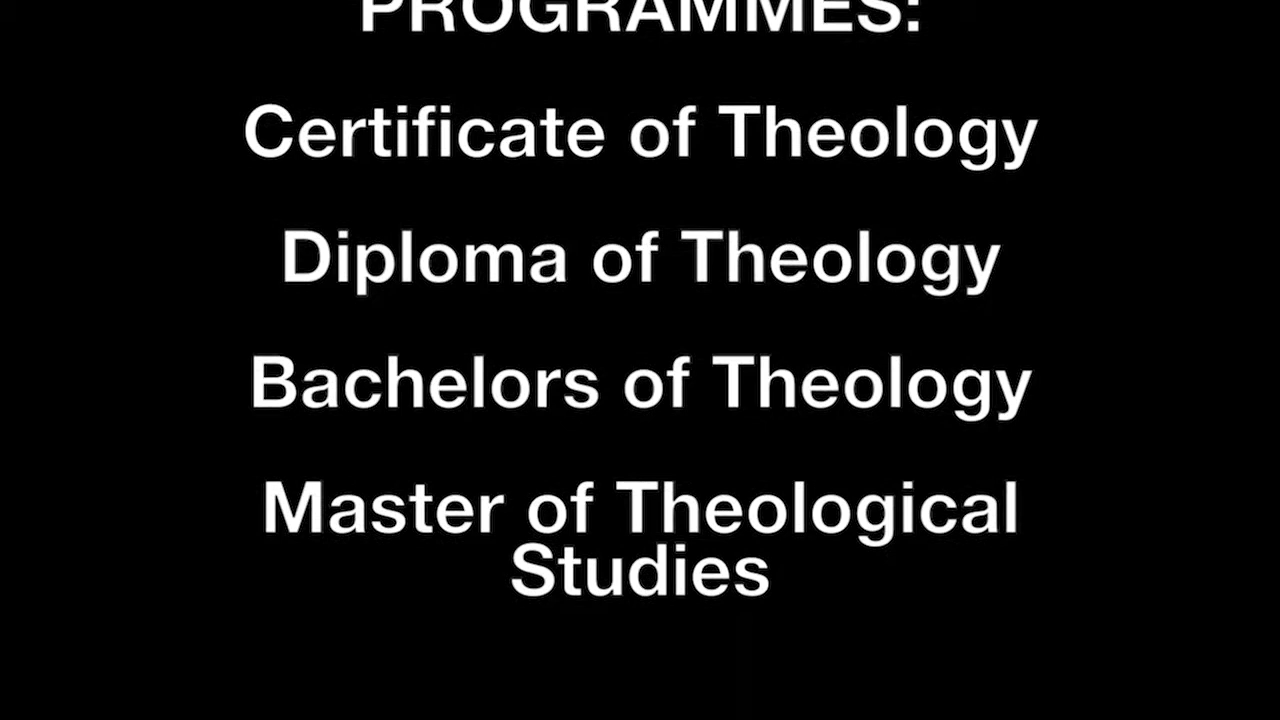 PROGRAMMES:
Certificate of Theology
Diploma of Theology
Bachelors of Theology
Master of Theological
Studies